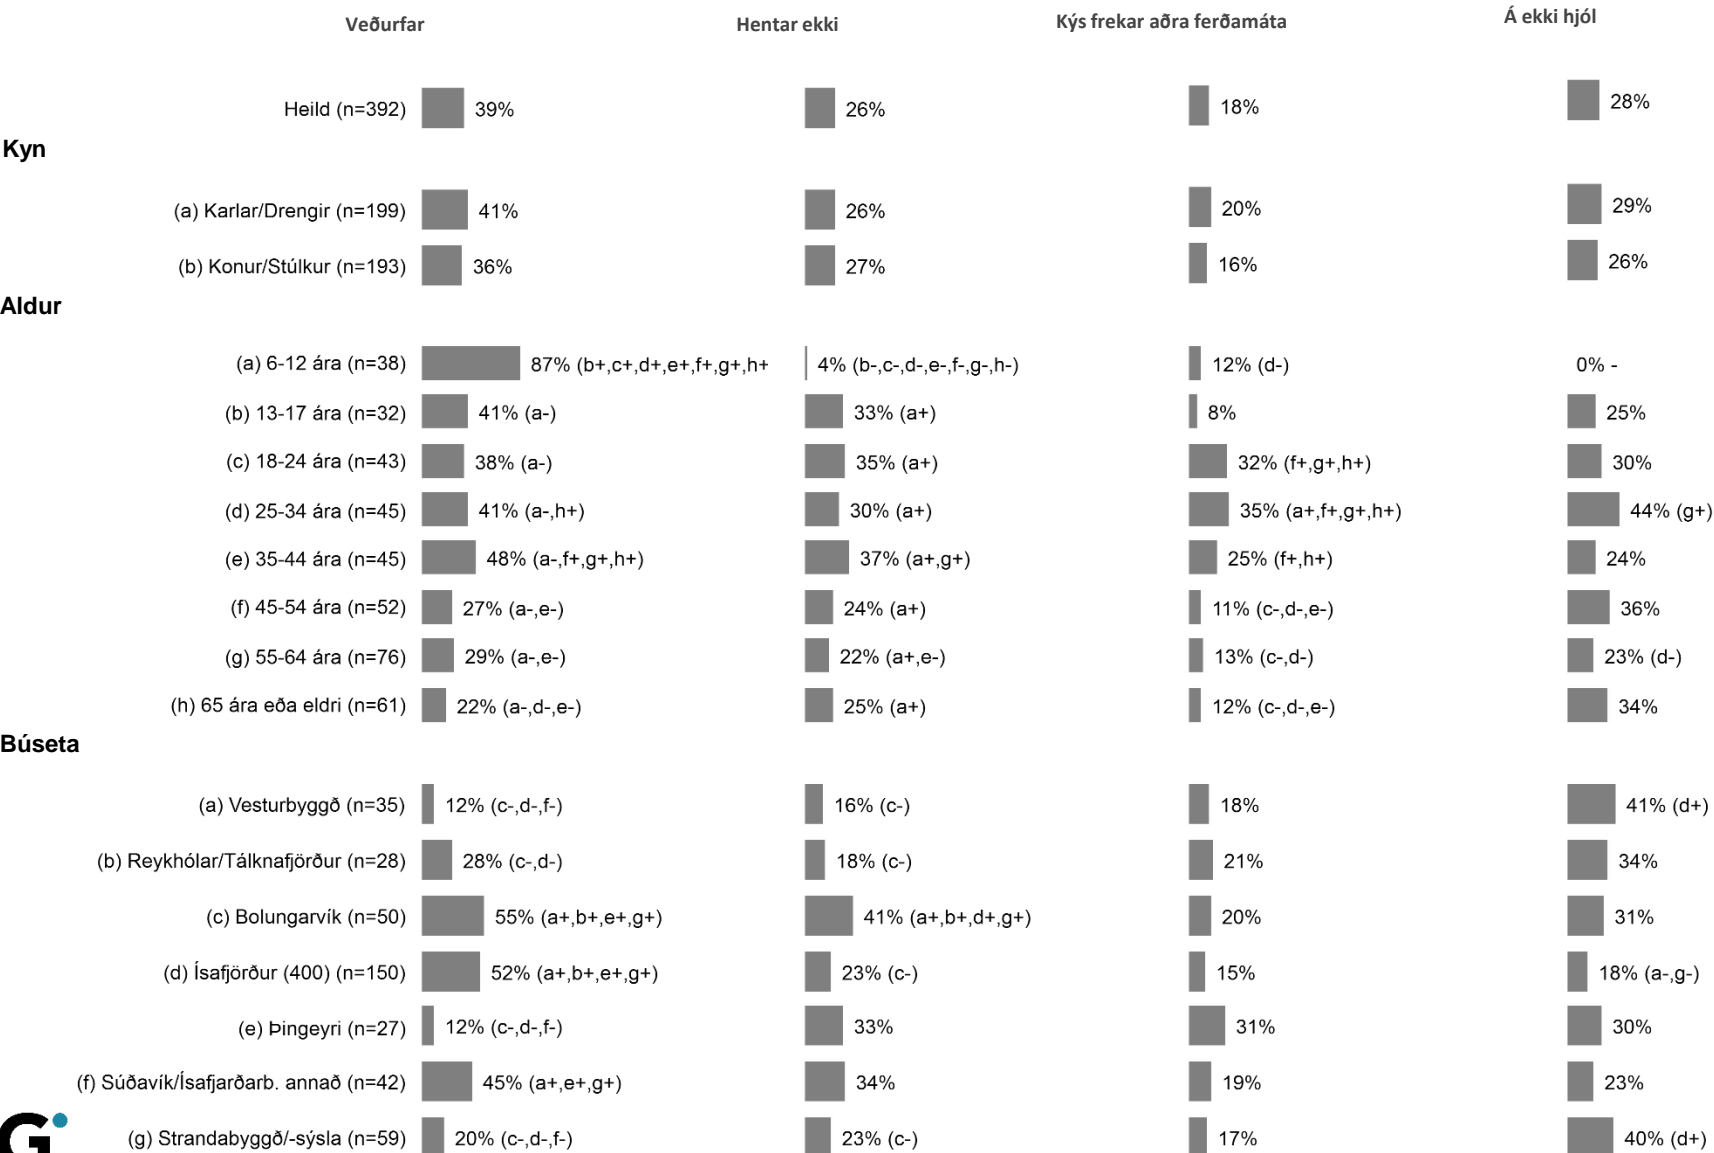 Veðurfar Hentar ekki Kýs frekar aðra ferðamáta Á ekki hjól
Heild (n=392) 39% 26% 18% 28%
Kyn
(a) Karlar/Drengir (n=199) 41% 26% 20% 29%
(b) Konur/Stúlkur (n=193) 36% 27% 16% 26%
Aldur
(a) 6-12 ára (n=38) 87% (b+,c+,d+,e+,f+,g+,h+ 4% (b-,c-,d-,e-,f-,g-,h-) 12% (d-) 0% -
(b) 13-17 ára (n=32) 41% (a-) 33% (a+) 8% 25%
(c) 18-24 ára (n=43) 38% (a-) 35% (a+) 32% (f+,g+,h+) 30%
(d) 25-34 ára (n=45) 41% (a-,h+) 30% (a+) 35% (a+,f+,g+,h+) 44% (g+)
(e) 35-44 ára (n=45) 48% (a-,f+,g+,h+) 37% (a+,g+) 25% (f+,h+) 24%
(f) 45-54 ára (n=52) 27% (a-,e-) 24% (a+) 11% (c-,d-,e-) 36%
(g) 55-64 ára (n=76) 29% (a-,e-) 22% (a+,e-) 13% (c-,d-) 23% (d-)
(h) 65 ára eða eldri (n=61) 22% (a-,d-,e-) 25% (a+) 12% (c-,d-,e-) 34%
Búseta
(a) Vesturbyggð (n=35) 12% (c-,d-,f-) 16% (c-) 18% 41% (d+)
(b) Reykhólar/Tálknafjörður (n=28) 28% (c-,d-) 18% (c-) 21% 34%
(c) Bolungarvík (n=50) 55% (a+,b+,e+,g+) 41% (a+,b+,d+,g+) 20% 31%
(d) Ísafjörður (400) (n=150) 52% (a+,b+,e+,g+) 23% (c-) 15% 18% (a-,g-)
(e) Þingeyri (n=27) 12% (c-,d-,f-) 33% 31% 30%
(f) Súðavík/Ísafjarðarb. annað (n=42) 45% (a+,e+,g+) 34% 19% 23%
(g) Strandabyggð/-sýsla (n=59) 20% (c-,d-,f-) 23% (c-) 17% 40% (d+)
G